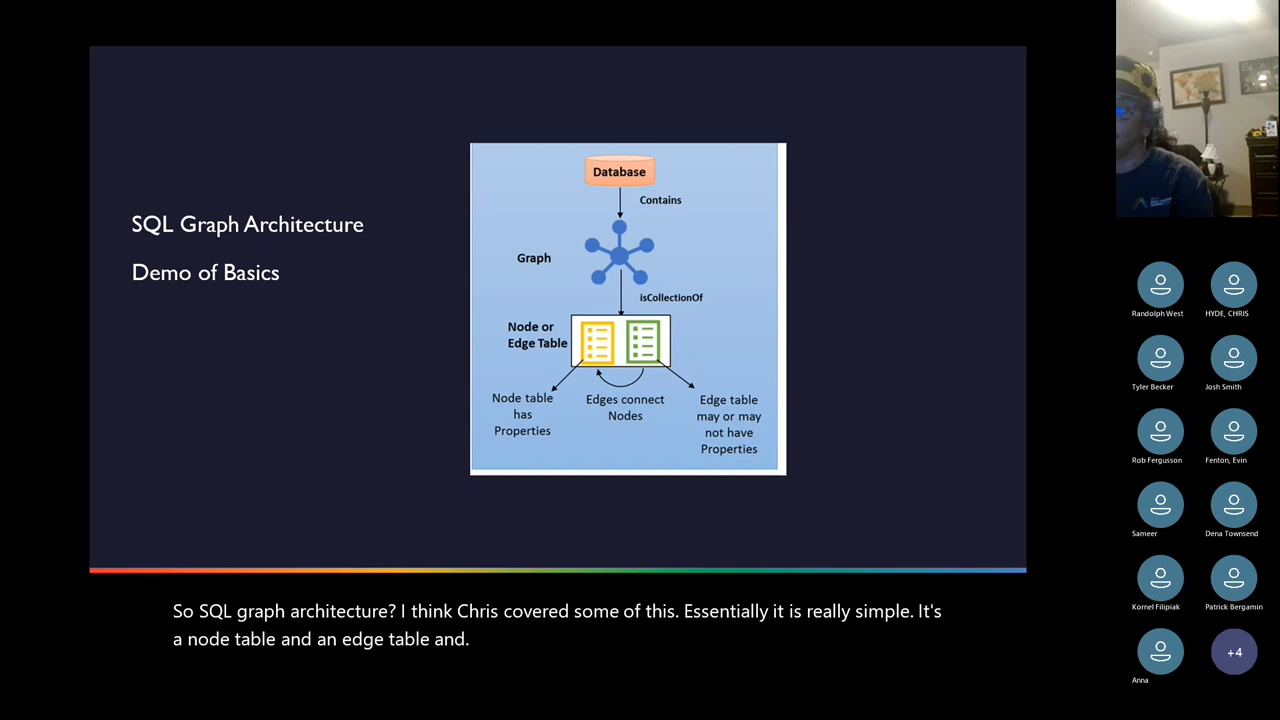 SQL Graph Architecture
Demo of Basics
Database
Contains
Graph
isCollectionOf
Node or
Edge Table
Node table
has
Properties
Edges connect
Nodes
Edge table
may or may
not have
Properties
So SQL graph architecture? I think Chris covered some of this. Essentially it is really simple. It's
a node table and an edge table and.
Randolph West
HYDE, CHRIS
Tyler Becker
Josh Smith
Rob Fergusson
Fenton, Evin
Sameer
Dena Townsend
Kornel Filipiak
Patrick Bergamin
Anna
+4